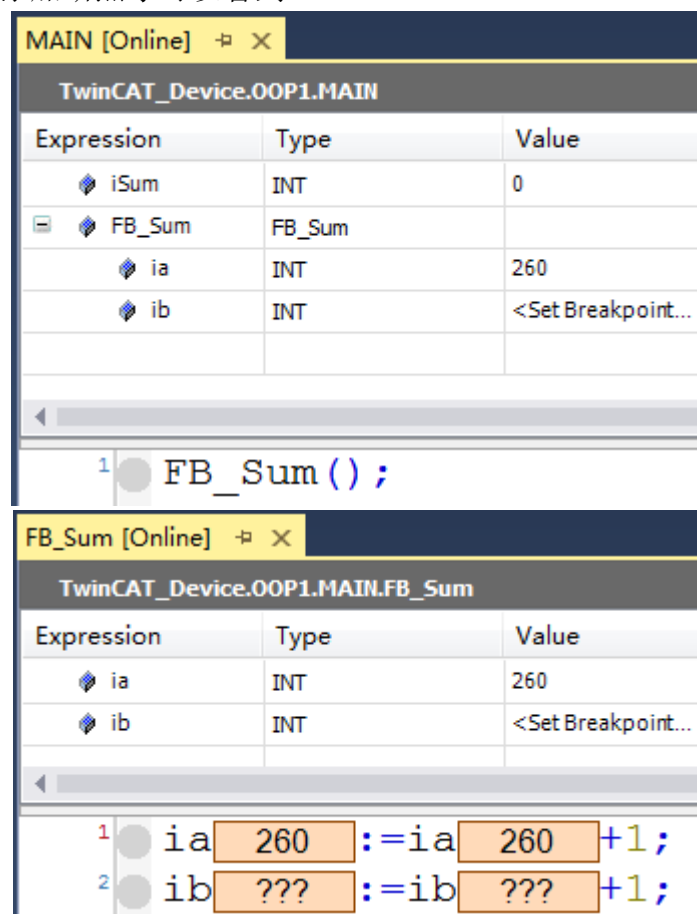 MAIN [Online]
TwinCAT_Device.OOP1.MAIN
Expression Type Value
iSum INT 0
FB_Sum FB_Sum
ia INT 260
ib INT <Set Breakpoint...
1 FB_Sum();
FB_Sum [Online]
TwinCAT_Device.OOP1.MAIN.FB_Sum
Expression Type Value
ia INT 260
ib INT <Set Breakpoint...
1 ia 260 :=ia 260 +1;
2 ib ??? :=ib ??? +1;